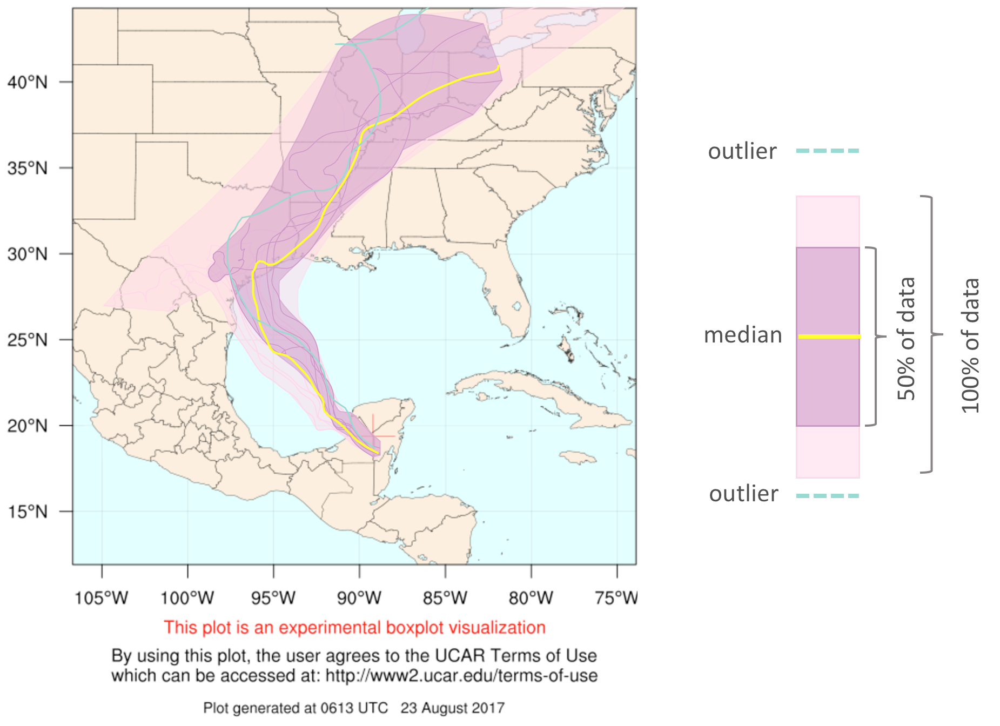 40°N
35°N
30°N
25°N
20°N
15°N
105°W 100°W 95°W 90°W 85°W 80°W 75°W
This plot is an experimental boxplot visualization
By using this plot, the user agrees to the UCAR Terms of Use
which can be accessed at: http://www2.ucar.edu/terms-of-use
Plot generated at 0613 UTC 23 August 2017
outlier
median
outlier
50% of data
100% of data